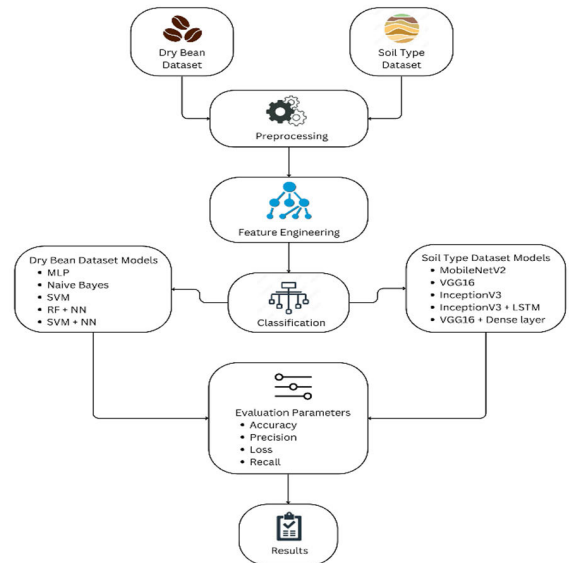 Dry Bean
Dataset
Soil Type
Dataset
Preprocessing
Feature Engineering
Dry Bean Dataset Models
• MLP
• Naive Bayes
• SVM
• RF + NN
• SVM + NN
Classification
Soil Type Dataset Models
• MobileNetV2
• VGG16
• InceptionV3
• InceptionV3 + LSTM
• VGG16 + Dense layer
Evaluation Parameters
• Accuracy
• Precision
• Loss
• Recall
Results